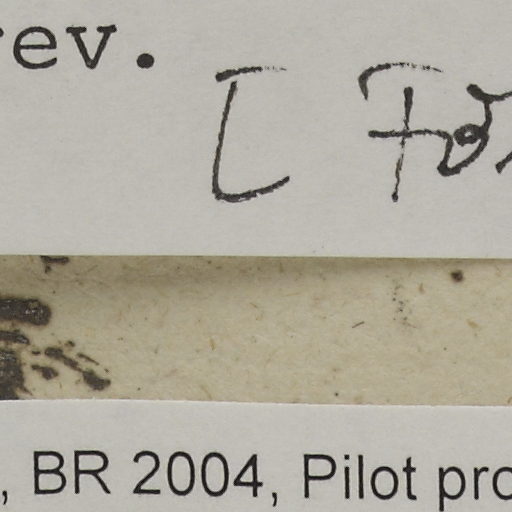 rev.
[
, BR 2004, Pilot pro